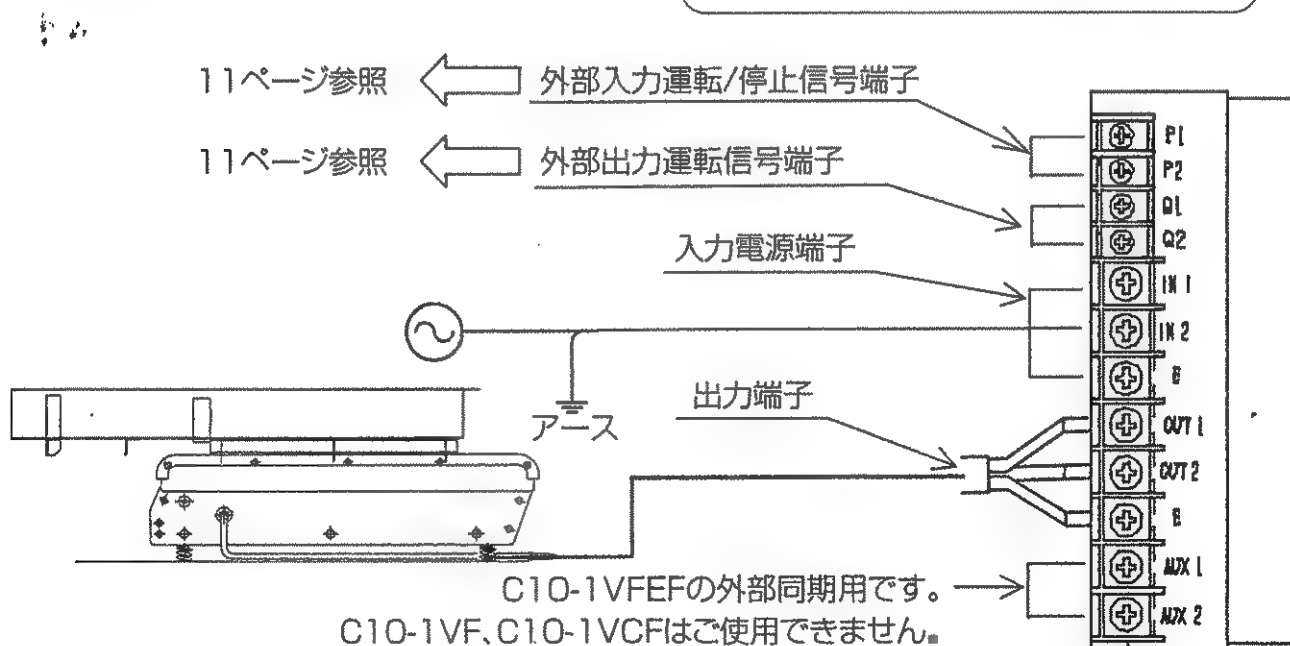 11ページ参照 外部入力運転/停止信号端子
11ページ参照 外部出力運転信号端子
入力電源端子
アース
出力端子
C10-1VFEFの外部同期用です。
C10-1VF、C10-1VCFはご使用できません。
P1
P2
Q1
Q2
IN 1
IN 2
E
OUT 1
OUT 2
E
AUX 1
AUX 2